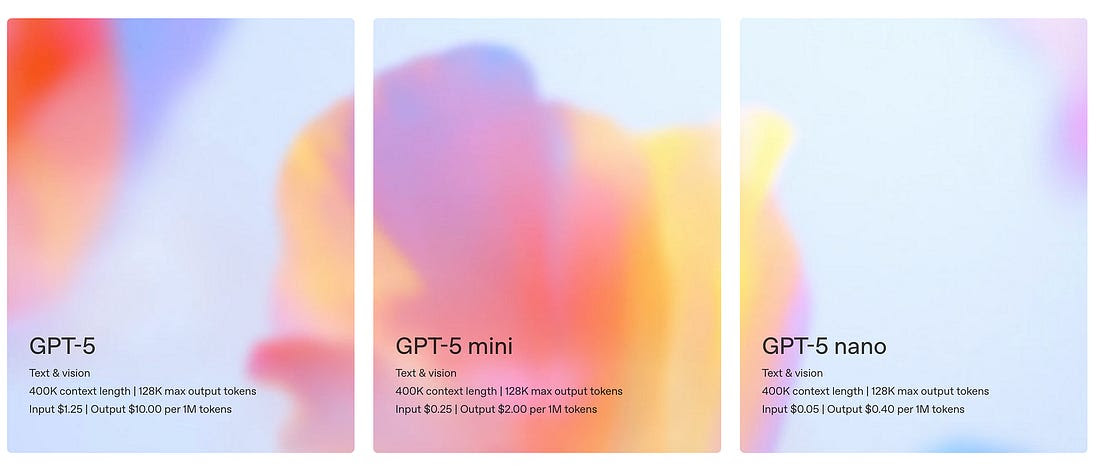 GPT-5
Text & vision
400K context length | 128K max output tokens
Input $1.25 | Output $10.00 per 1M tokens
GPT-5 mini
Text & vision
400K context length | 128K max output tokens
Input $0.25 | Output $2.00 per 1M tokens
GPT-5 nano
Text & vision
400K context length | 128K max output tokens
Input $0.05 | Output $0.40 per 1M tokens